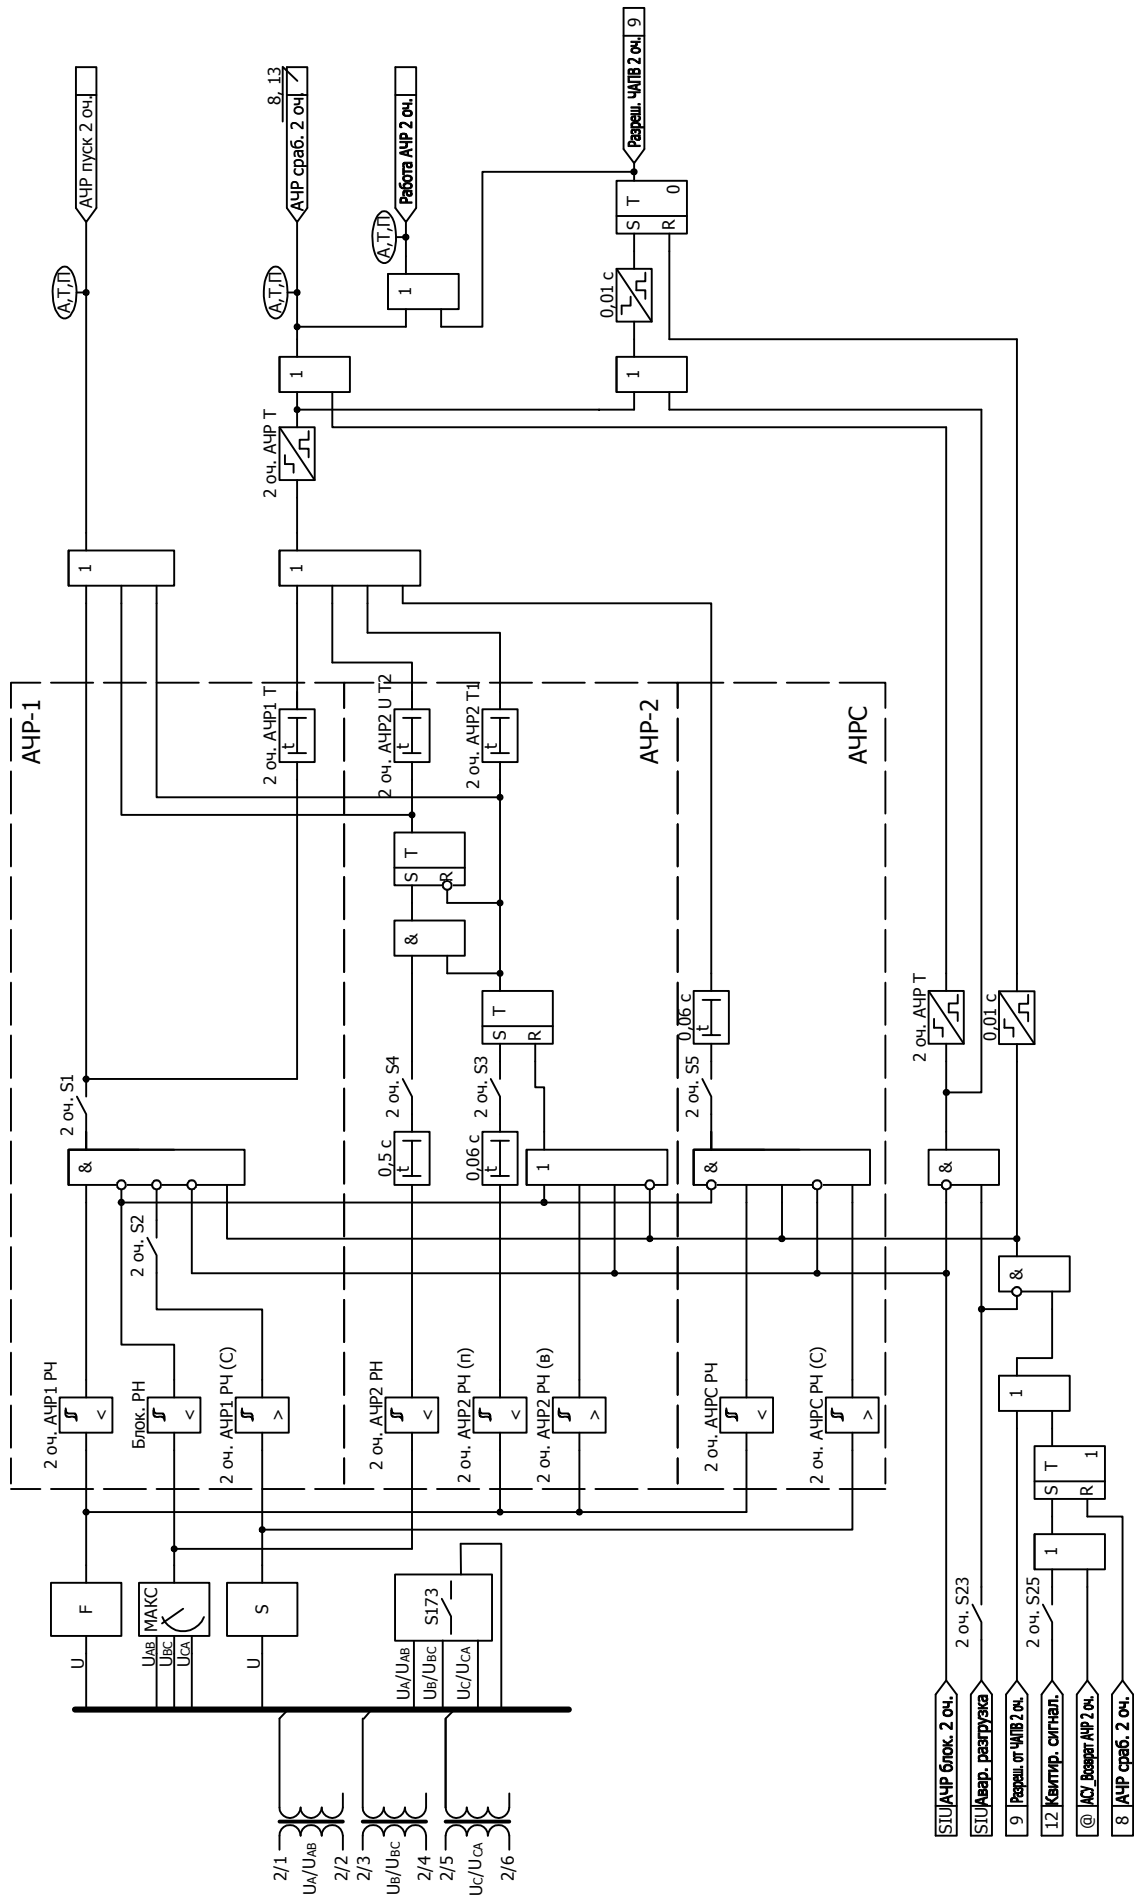 2/1
UA/UAB
2/2
2/3
UB/UBC
2/4
2/5
UC/UCA
2/6
U
UAB
UBC
UCA
U
UA/UAB
UB/UBC
UC/UCA
F
МАКС
S
S173
АЧР-1
2 оч. АЧР1 РЧ
<
Блок. РН
<
2 оч. АЧР1 РЧ (С)
>
2 оч. S2
&
2 оч. S1
2 оч. АЧР1 Т
t
АЧР-2
2 оч. АЧР2 РН
<
2 оч. АЧР2 РЧ (п)
<
2 оч. АЧР2 РЧ (в)
>
0,5 с
t
0,06 с
t
1
2 оч. S4
2 оч. S3
S T
R
&
S T
R
2 оч. АЧР2 U T2
t
2 оч. АЧР2 T1
t
АЧРС
2 оч. АЧРС РЧ
<
2 оч. АЧРС РЧ (С)
>
&
2 оч. S5
0,06 с
t
1
АЧР пуск 2 оч.
А,Т,П
1
2 оч. АЧР Т
1
А,Т,П
АЧР сраб. 2 оч.
8, 13
1
А,Т,П
Работа АЧР 2 оч.
1
0,01 с
S T
R 0
Разреш. ЧАПВ 2 оч. 9
SIU АЧР блок. 2 оч.
SIU Авар. разгрузка
9 Разреш. от ЧАПВ 2 оч.
12 Квитир. сигнал.
@ АСУ_Возврат АЧР 2 оч.
8 АЧР сраб. 2 оч.
2 оч. S23
2 оч. S25
1
S T
R 1
1
&
&
2 оч. АЧР Т
0,01 с